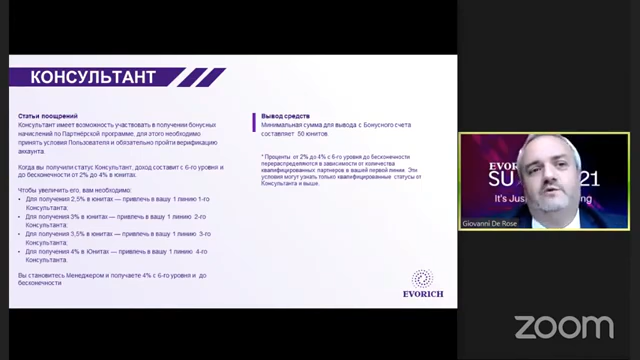 КОНСУЛЬТАНТ
Статьи поощрений
Консультант имеет возможность участвовать в получении бонусных
начислений по Партнёрской программе, для этого необходимо
принять условия Пользователя и обязательно пройти верификацию
аккаунта.
Когда вы получили статус Консультант, доход составит с 6-го уровня и
до бесконечности от 2% до 4% в юнитах.
Чтобы увеличить его, вам необходимо:
• Для получения 2,5% в юнитах — привлечь в вашу 1 линию 1-го
Консультанта;
• Для получения 3% в юнитах — привлечь в вашу 1 линию 2-го
Консультанта;
• Для получения 3,5% в юнитах — привлечь в вашу 1 линию 3-го
Консультанта;
• Для получения 4% в Юнитах — привлечь в вашу 1 линию 4-го
Консультанта.
Вы становитесь Менеджером и получаете 4% с 6-го уровня и до
бесконечности
Вывод средств
Минимальная сумма для вывода с Бонусного счета
составляет 50 юнитов.
* Проценты от 2% до 4% с 6-го уровня до бесконечности
перераспределяются в зависимости от количества
квалифицированных партнеров в вашей первой линии. Эти
условия могут узнать только квалифицированные статусы от
Консультанта и выше.
EVORICH
EVOR
SU
21
It's Jus
ing
Giovanni De Rose
zoom